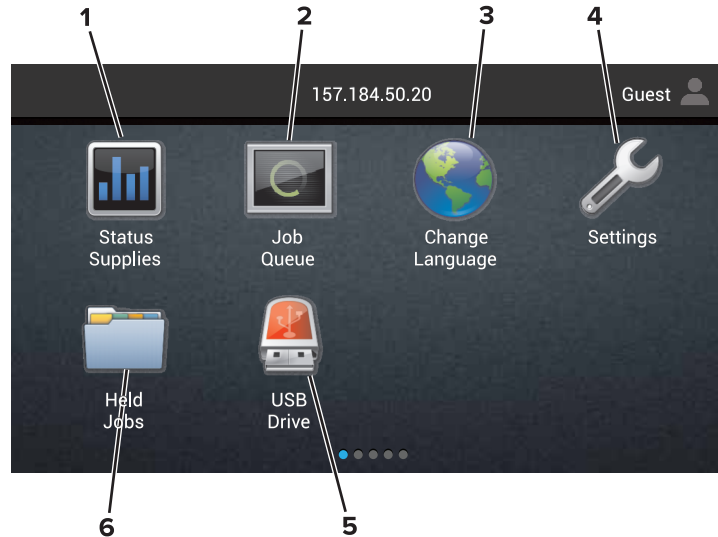 1 2 3 4
157.184.50.20 Guest
Status Job Change Settings
Supplies Queue Language
Held USB
Jobs Drive
6 5